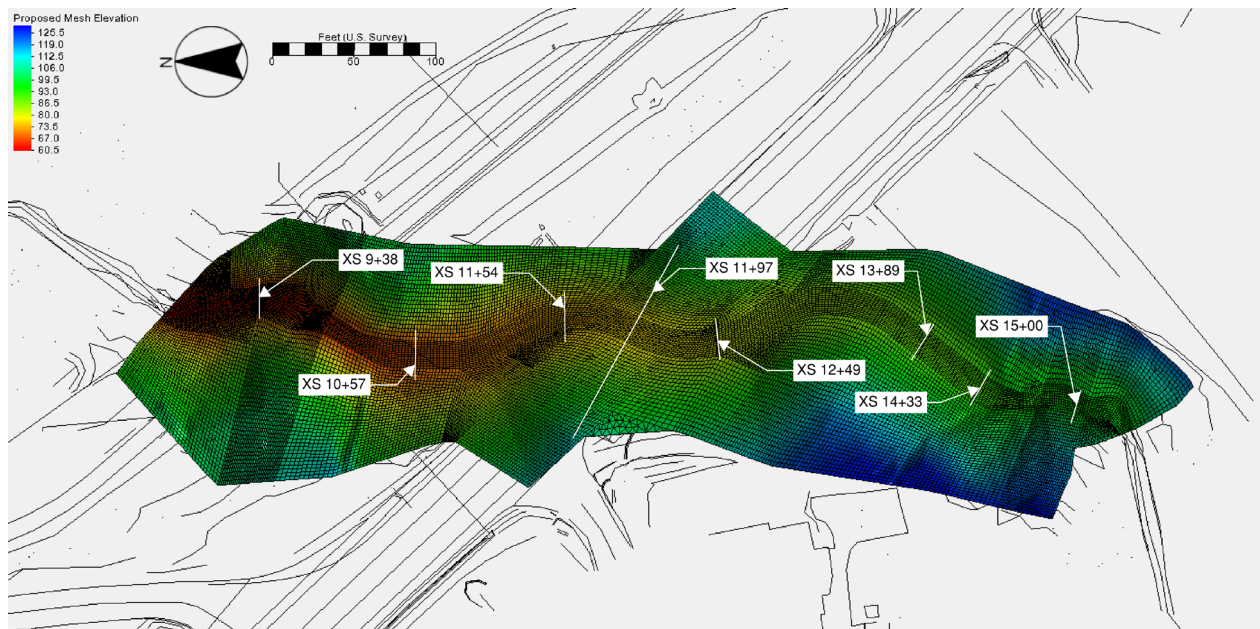 Proposed Mesh Elevation
126.5
119.0
112.5
106.0
99.5
93.0
86.5
80.0
73.5
67.0
60.5
N
Feet (U.S. Survey)
0 50 100
XS 9+38
XS 11+54
XS 11+97
XS 13+89
XS 15+00
XS 10+57
XS 12+49
XS 14+33